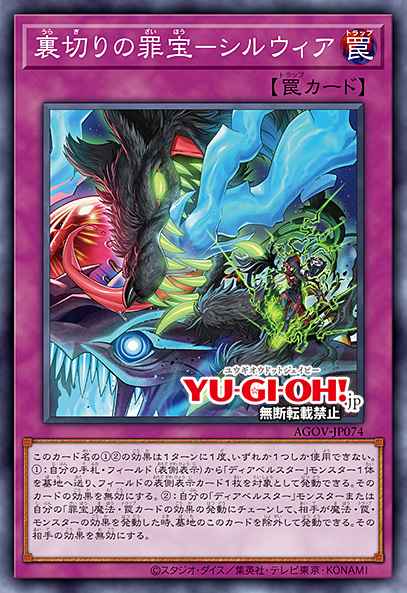 裏切りの罪宝－シルウィア
罠
トラップ
【罠カード】
ユウギオウドットジェイピー
YU-GI-OH!.jp
無断転載禁止
AGOV-JP074
このカード名の①②の効果は1ターンに1度、いずれか1つしか使用できない。
①：自分の手札・フィールド（表側表示）から「ディアベルスター」モンスター1体
を墓地へ送り、フィールドの表側表示カード1枚を対象として発動できる。そ
のカードの効果を無効にする。②：自分の「ディアベルスター」モンスターまたは
自分の「罪宝」魔法・罠カードの効果の発動にチェーンして、相手が魔法・罠・
モンスターの効果を発動した時、墓地のこのカードを除外して発動できる。その
相手の効果を無効にする。
©スタジオ・ダイス／集英社・テレビ東京・KONAMI